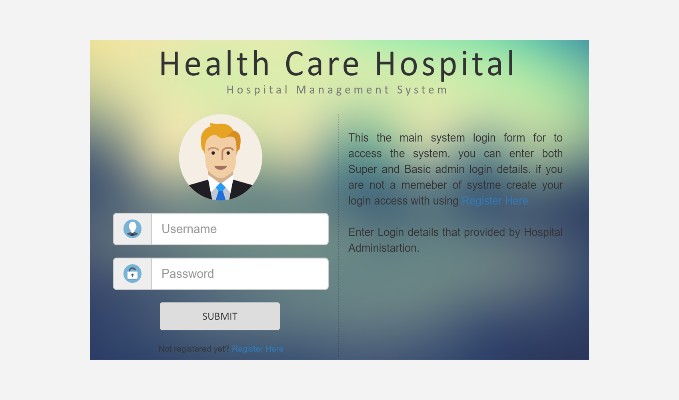 Health Care Hospital
Hospital Management System
This the main system login form for to
access the system. you can enter both
Super and Basic admin login details. if you
are not a memeber of systme create your
login access with using Register Here
Enter Login details that provided by Hospital
Administartion.
Username
Password
SUBMIT
Not registered yet? Register Here